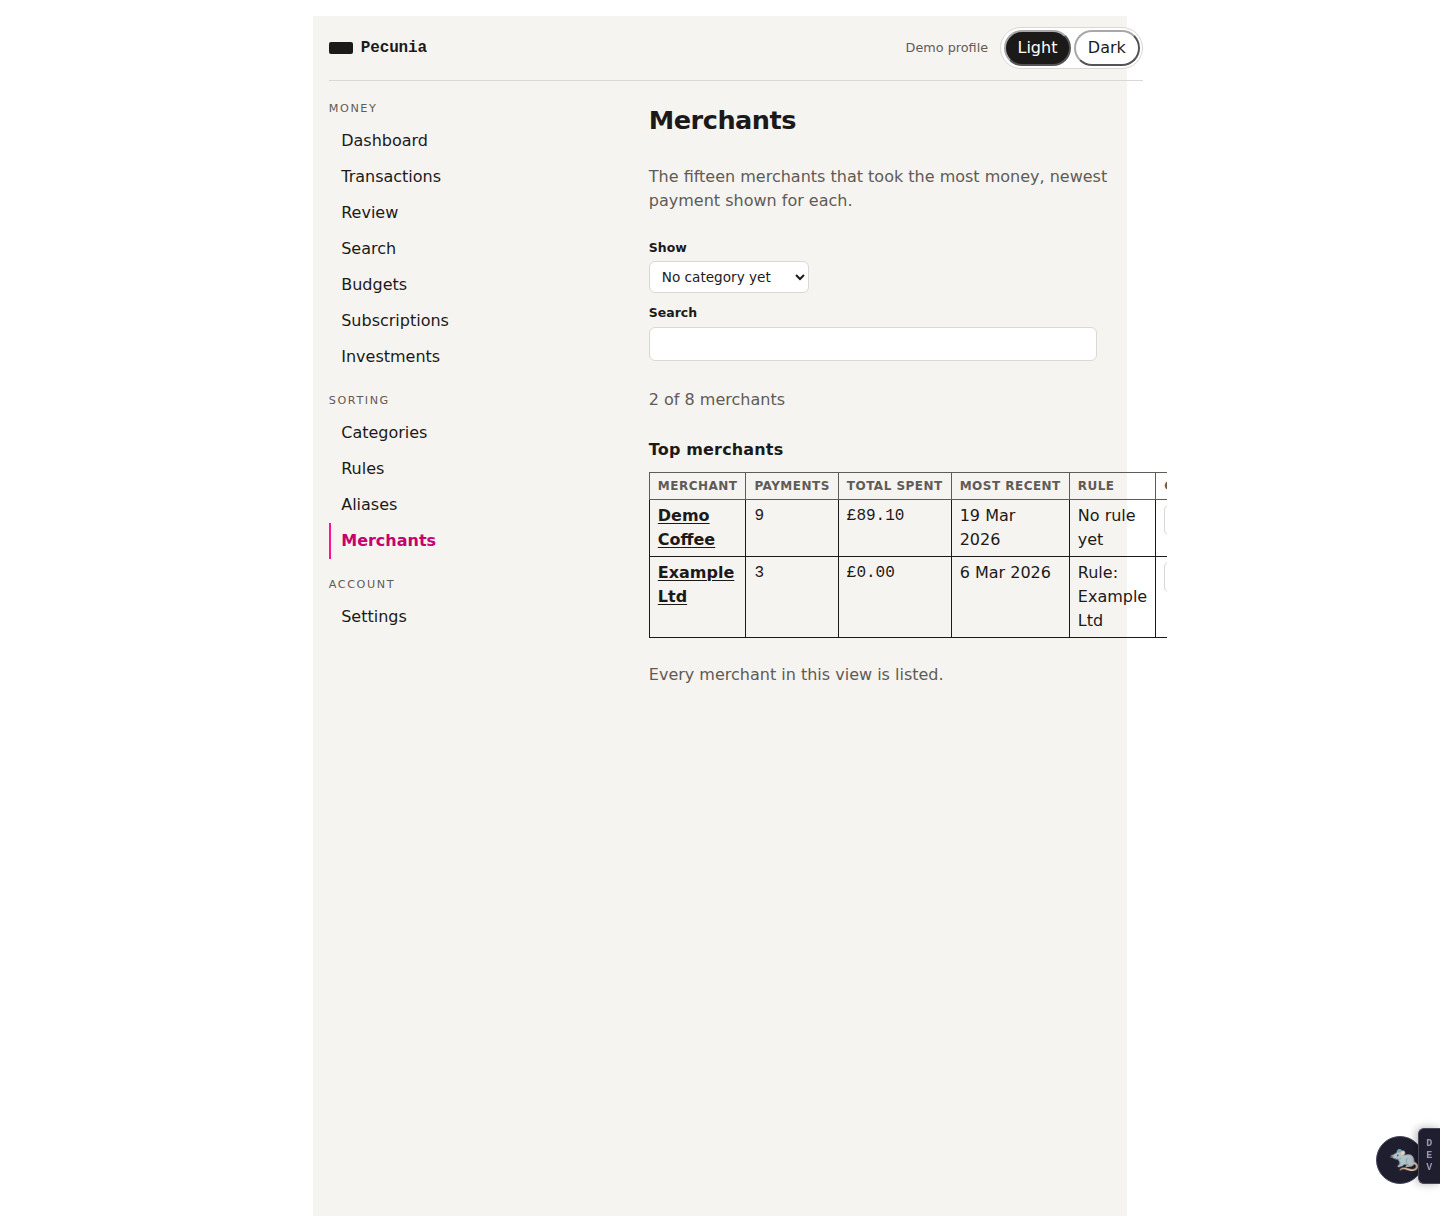 Pecunia
Demo profile
Light
Dark
MONEY
Dashboard
Transactions
Review
Search
Budgets
Subscriptions
Investments
SORTING
Categories
Rules
Aliases
Merchants
ACCOUNT
Settings
Merchants
The fifteen merchants that took the most money, newest
payment shown for each.
Show
No category yet
Search
2 of 8 merchants
Top merchants
MERCHANT PAYMENTS TOTAL SPENT MOST RECENT RULE
Demo Coffee 9 £89.10 19 Mar 2026 No rule yet
Example Ltd 3 £0.00 6 Mar 2026 Rule: Example Ltd
Every merchant in this view is listed.
DEV